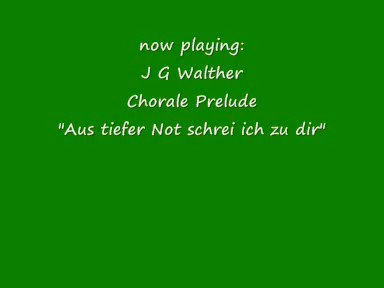 now playing:
J G Walther
Chorale Prelude
"Aus tiefer Not schrei ich zu dir"